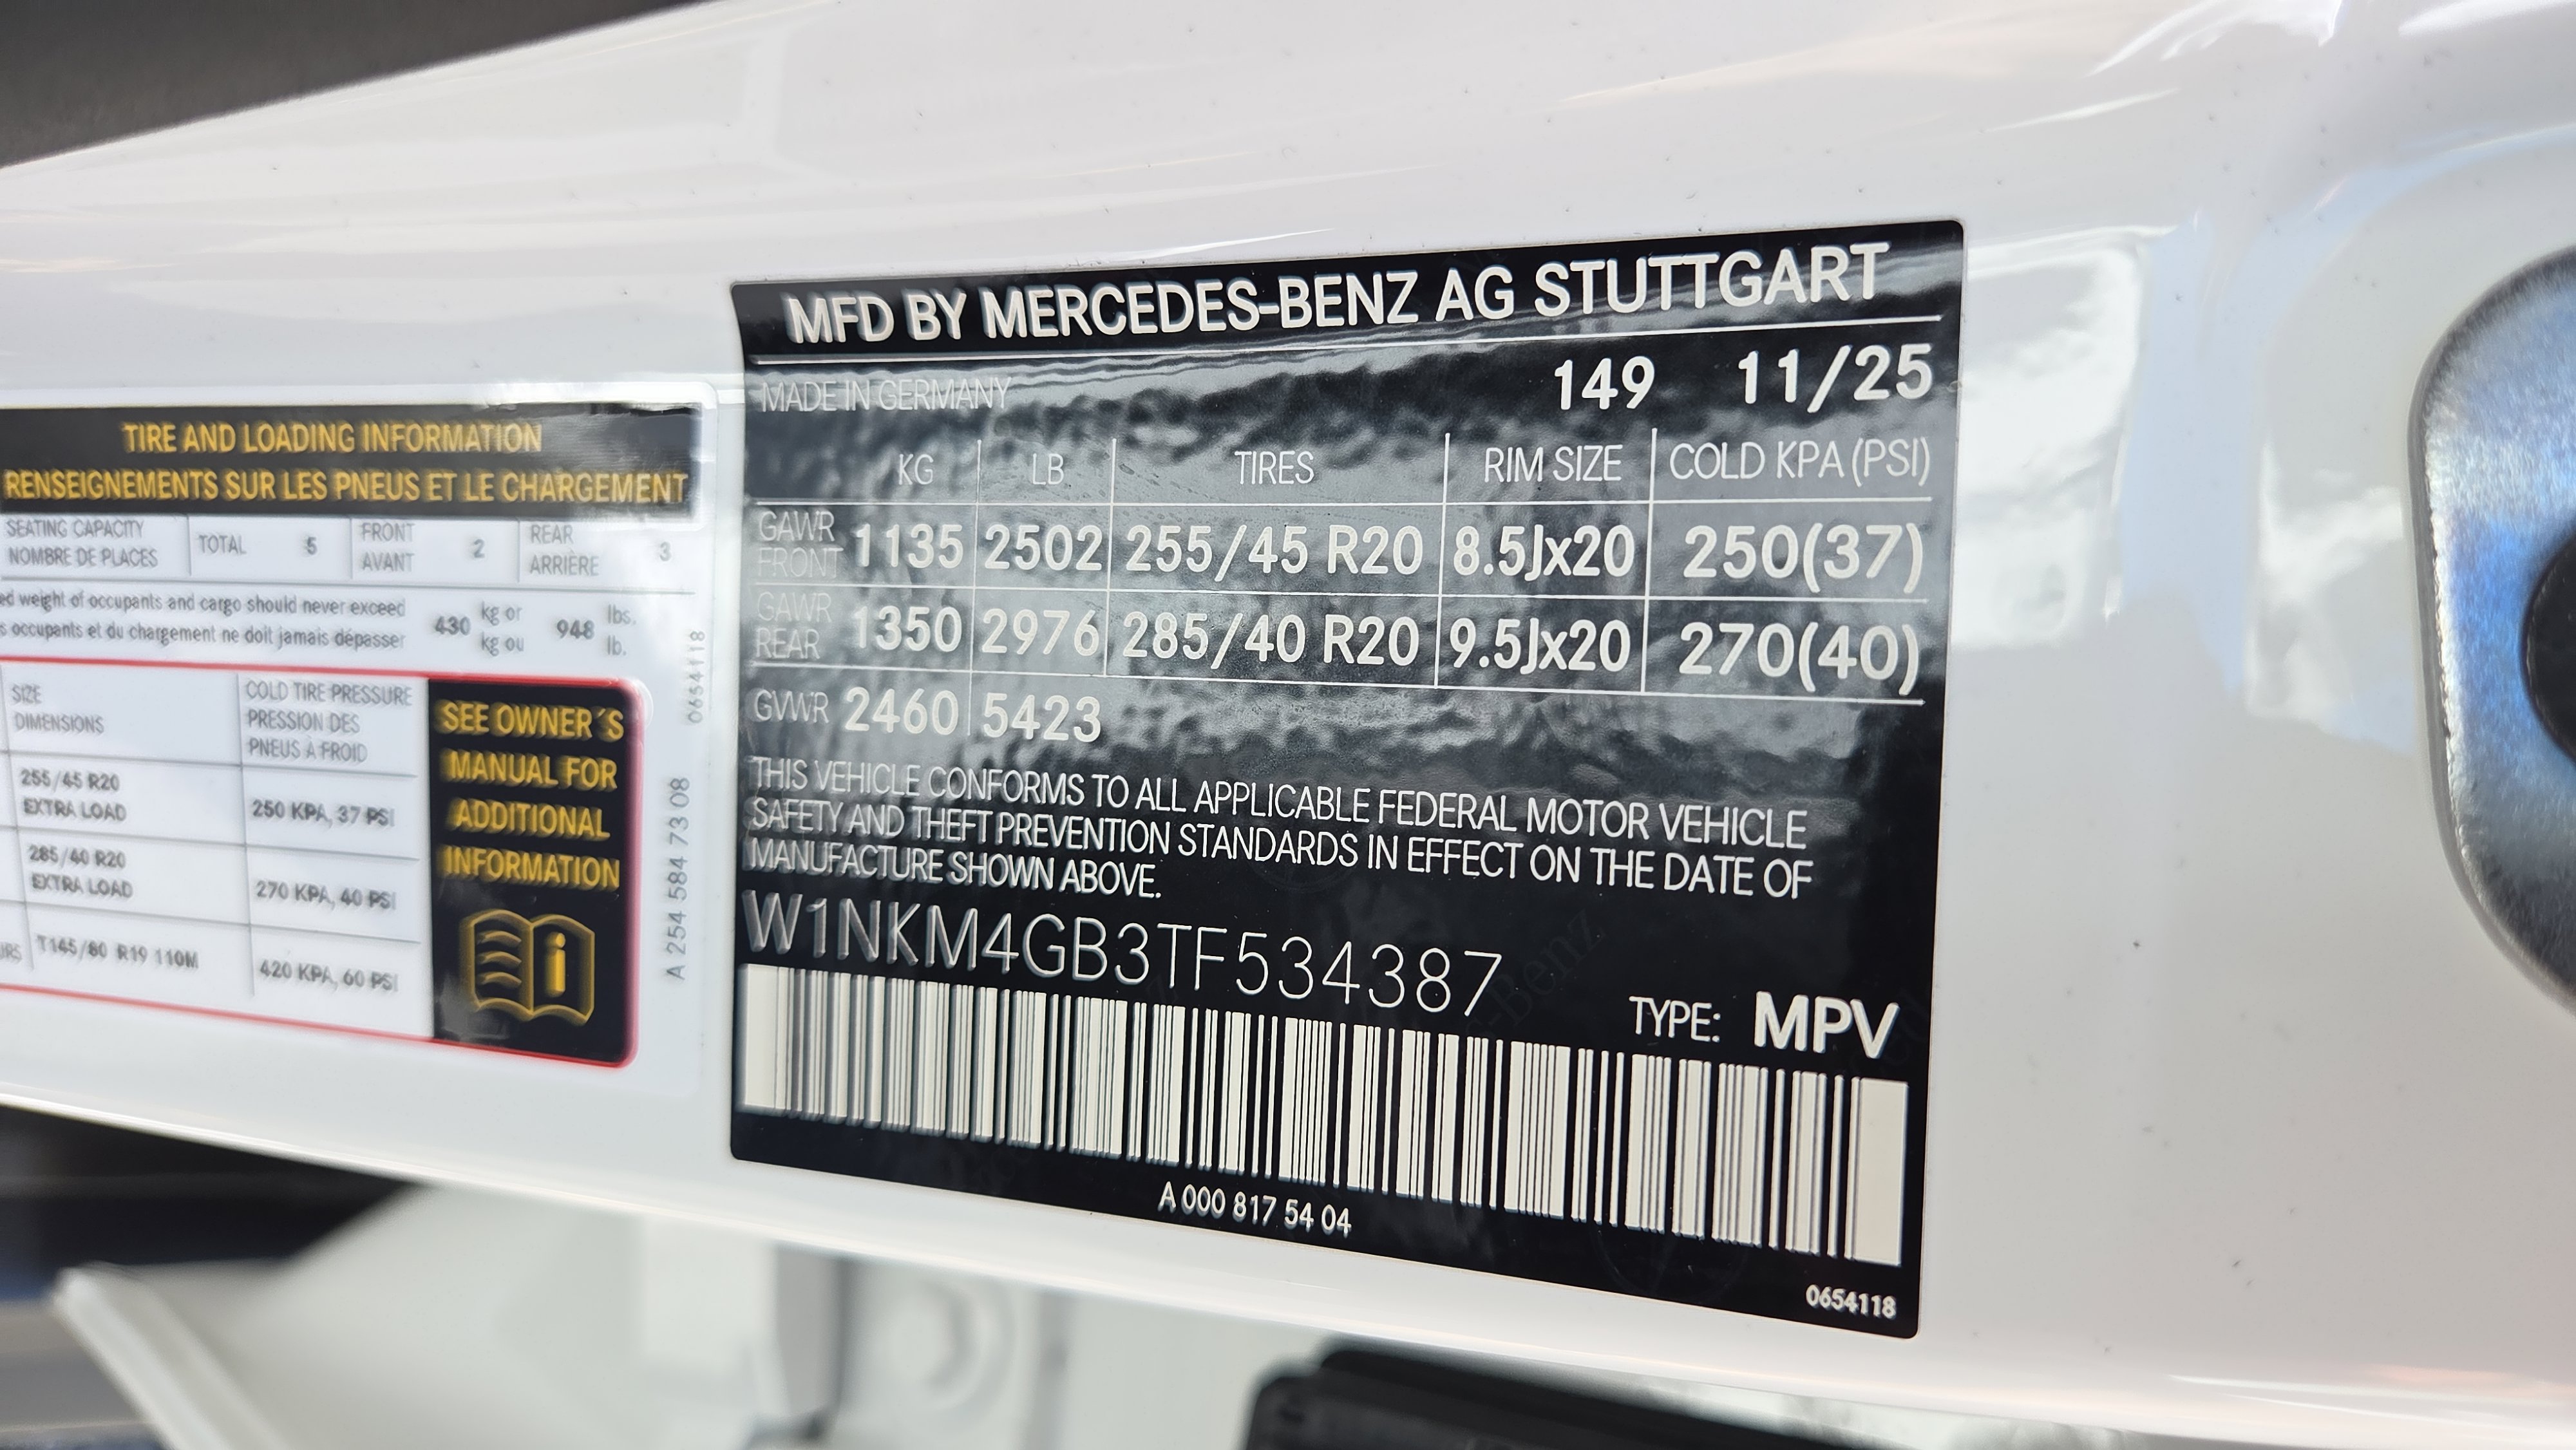 TIRE AND LOADING INFORMATION
RENSEIGNEMENTS SUR LES PNEUS ET LE CHARGEMENT
SEATING CAPACITY
NOMBRE DE PLACES
TOTAL 5
FRONT
AVANT
2
REAR
ARRIÈRE
3
weight of occupants and cargo should never exceed
occupants et du chargement ne doit jamais dépasser
430
kg or
kg ou
948
lbs.
lb.
SIZE
DIMENSIONS
COLD TIRE PRESSURE
PRESSION DES
PNEUS À FROID
255/45 R20
EXTRA LOAD
250 KPA, 37 PSI
285/40 R20
EXTRA LOAD
270 KPA, 40 PSI
T145/80 R19 110M
420 KPA, 60 PSI
SEE OWNER´S
MANUAL FOR
ADDITIONAL
INFORMATION
i
0654118
A 254 584 73 08
MFD BY MERCEDES-BENZ AG STUTTGART
MADE IN GERMANY 149 11/25
KG LB TIRES RIM SIZE COLD KPA (PSI)
GAWR
FRONT
1135 2502 255/45 R20 8.5Jx20 250(37)
GAWR
REAR
1350 2976 285/40 R20 9.5Jx20 270(40)
GVWR 2460 5423
THIS VEHICLE CONFORMS TO ALL APPLICABLE FEDERAL MOTOR VEHICLE
SAFETY AND THEFT PREVENTION STANDARDS IN EFFECT ON THE DATE OF
MANUFACTURE SHOWN ABOVE.
W1NKM4GB3TF534387
TYPE: MPV
A 000 817 54 04
0654118